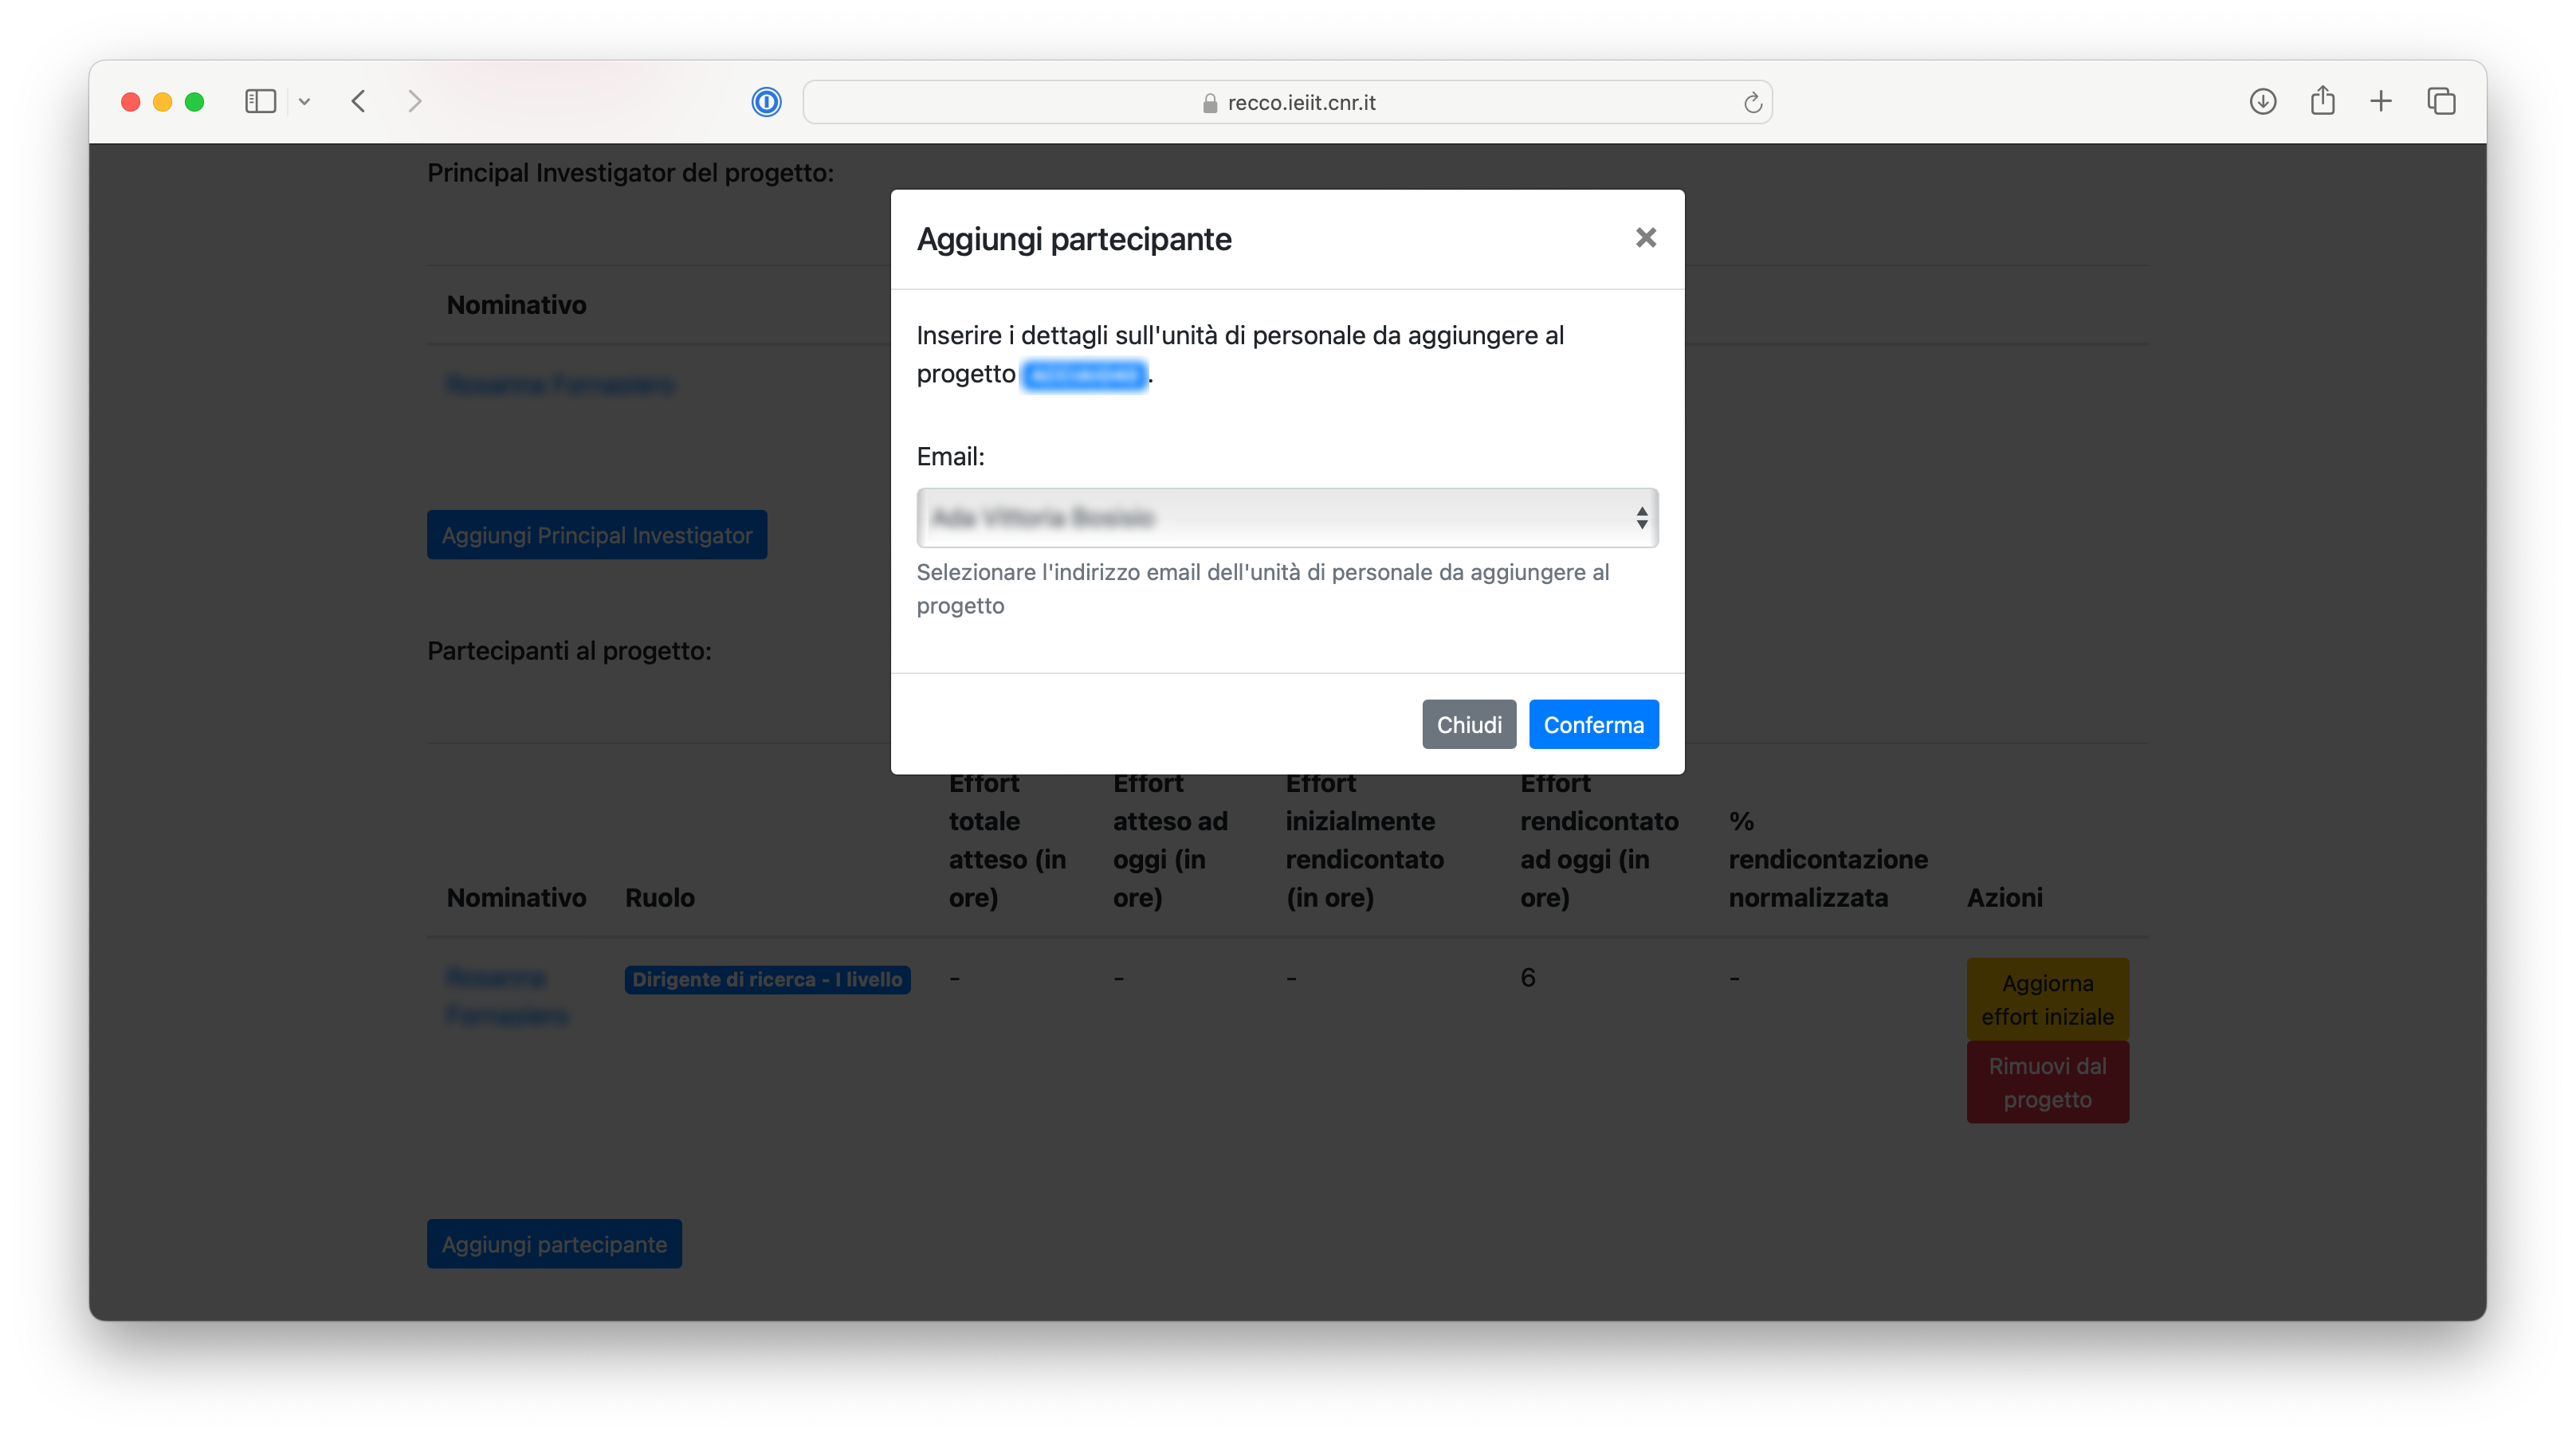 recco.ieiit.cnr.it
Principal Investigator del progetto:
Nominativo
Aggiungi Principal Investigator
Aggiungi partecipante
×
Inserire i dettagli sull'unità di personale da aggiungere al
progetto .
Email:
Selezionare l'indirizzo email dell'unità di personale da aggiungere al
progetto
Chiudi Conferma
Partecipanti al progetto:
Nominativo
Ruolo
Effort
totale
atteso (in
ore)
Effort
atteso ad
oggi (in
ore)
Effort
inizialmente
rendicontato
(in ore)
Effort
rendicontato
ad oggi (in
ore)
%
rendicontazione
normalizzata
Azioni
Dirigente di ricerca - I livello
-
-
-
6
-
Aggiorna
effort iniziale
Rimuovi dal
progetto
Aggiungi partecipante